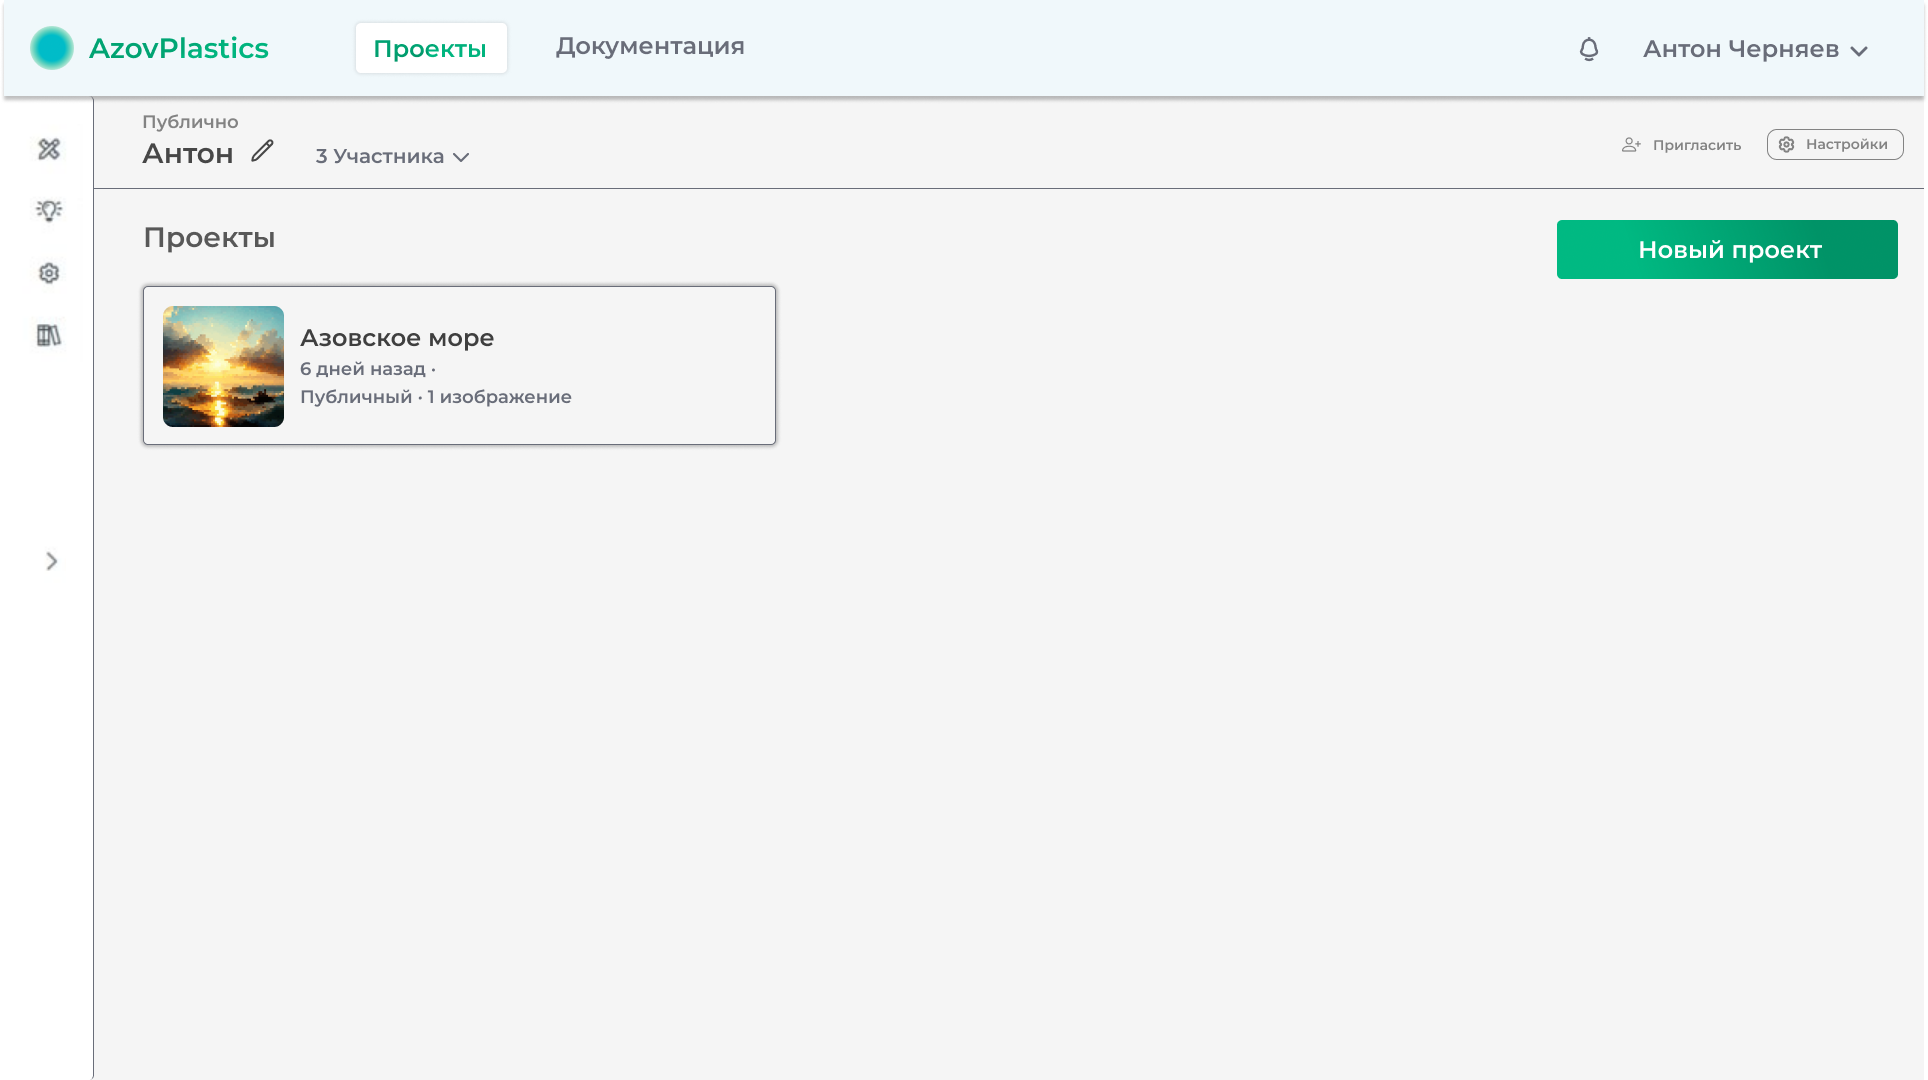 AzovPlastics
Проекты
Документация
Антон Черняев
Публично
Антон
3 Участника
Пригласить
Настройки
Проекты
Новый проект
Азовское море
6 дней назад ·
Публичный · 1 изображение